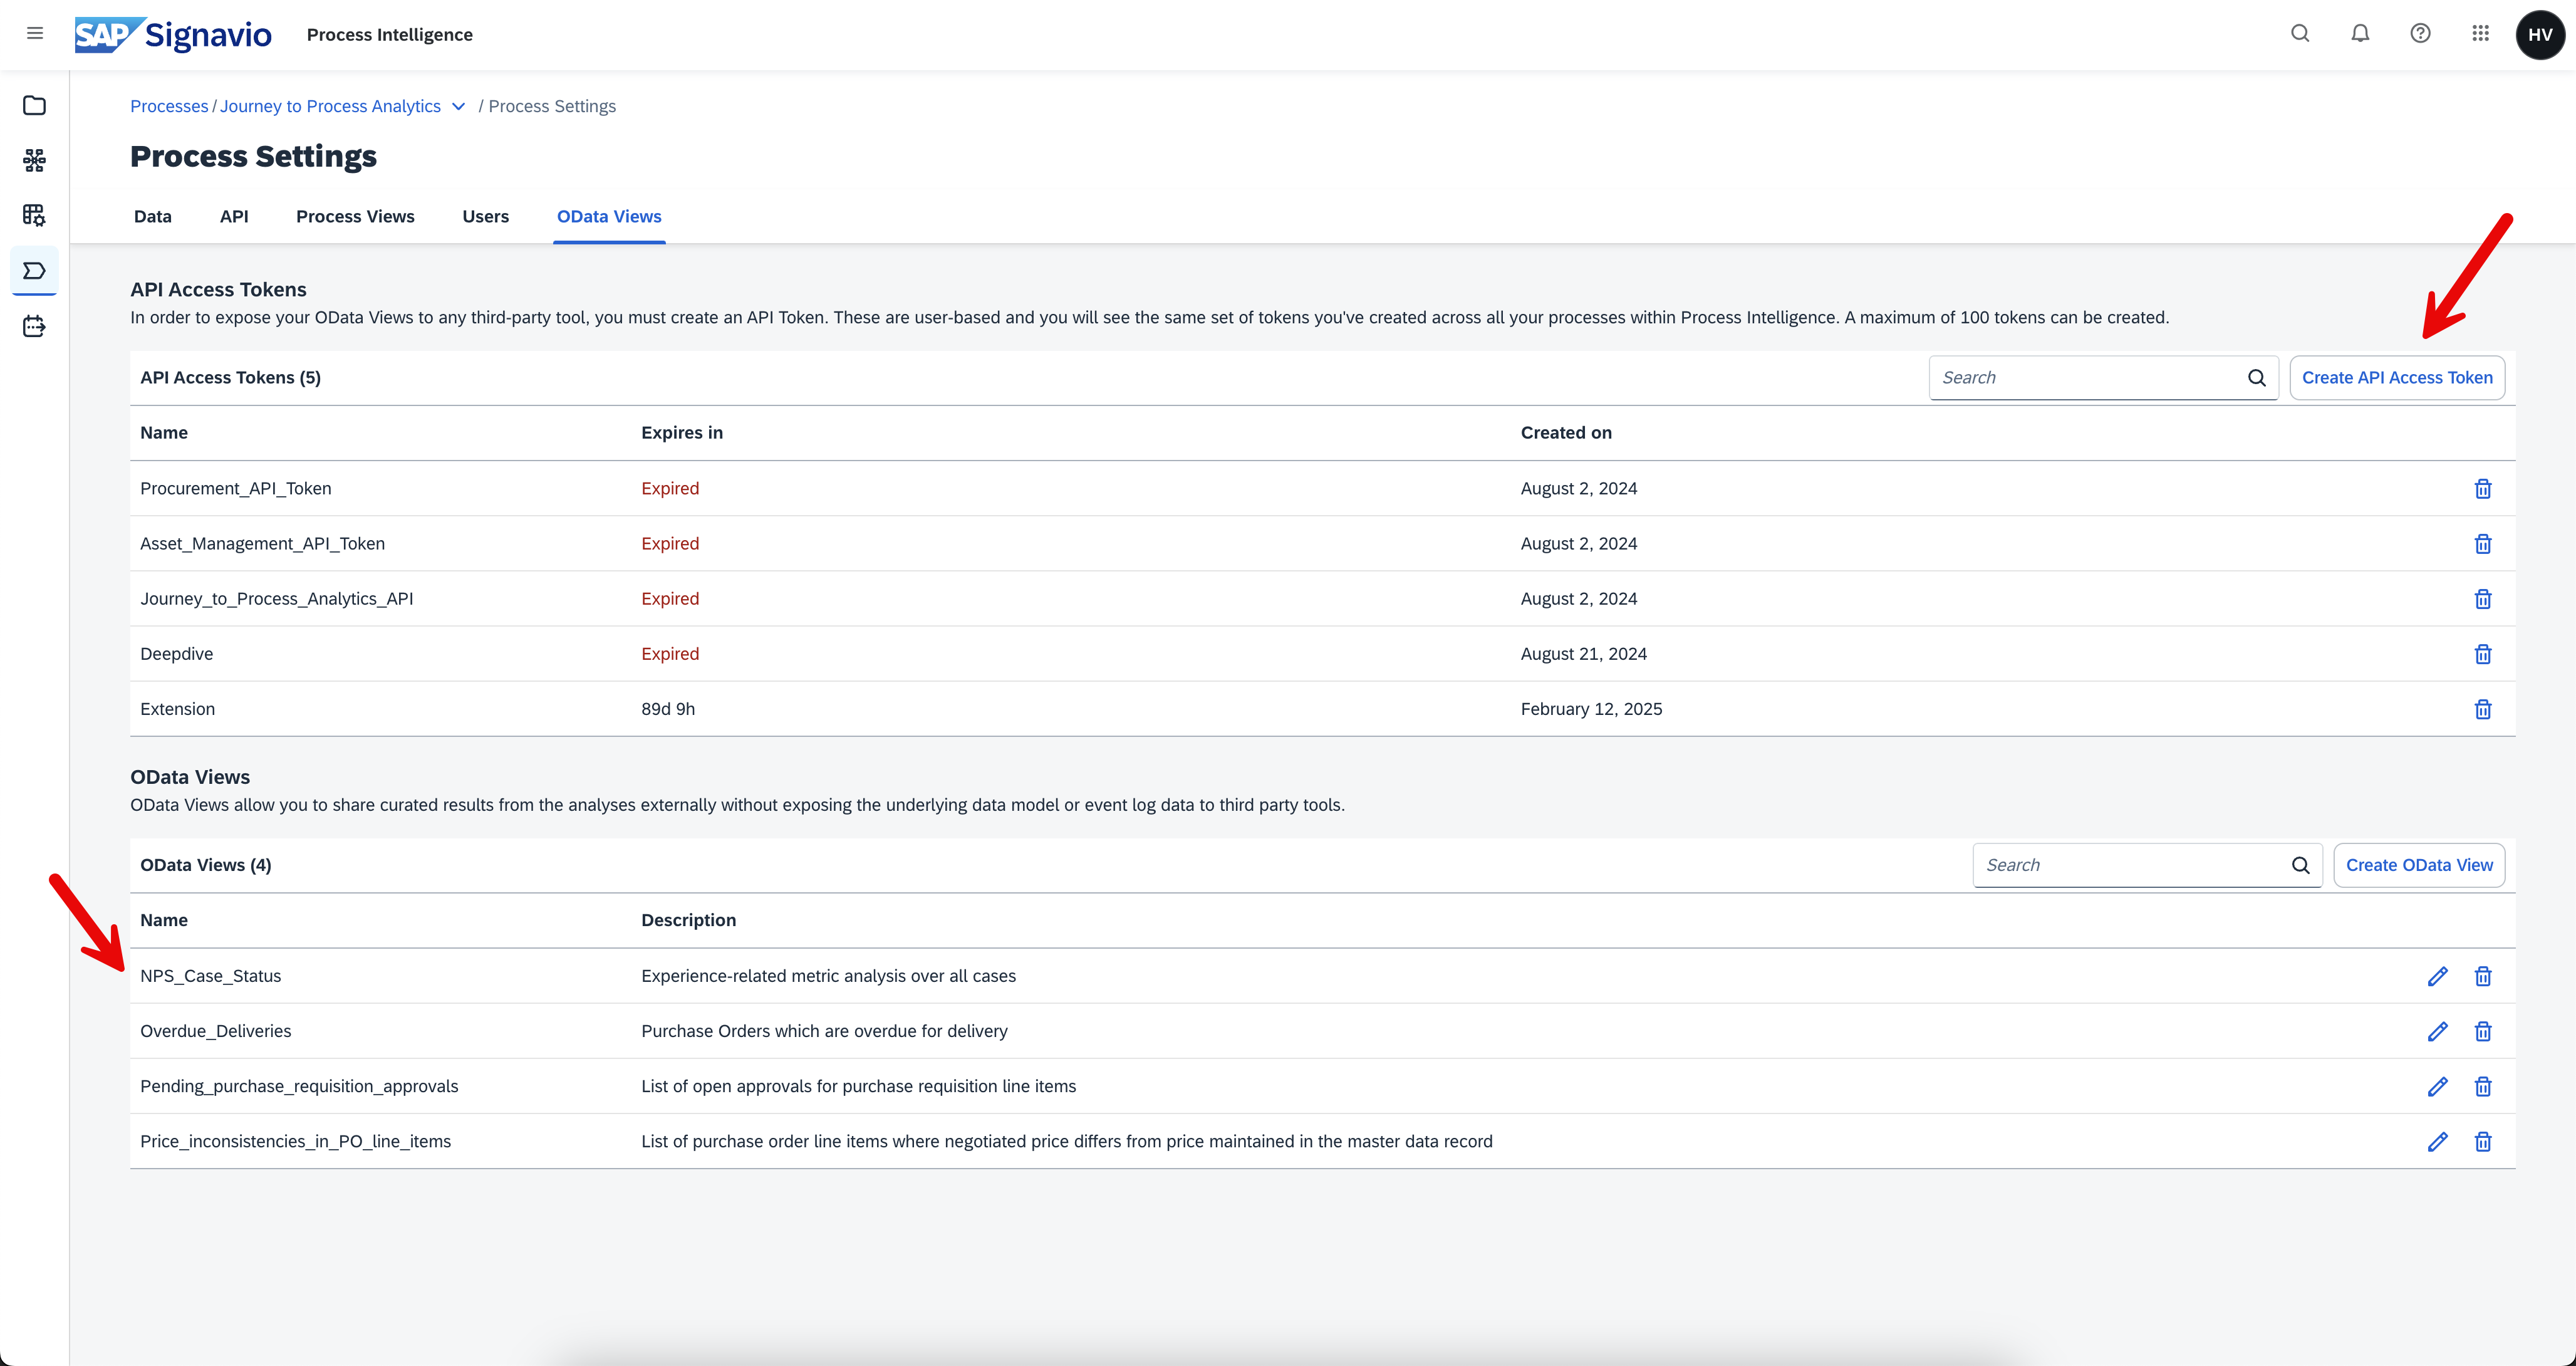 SAP Signavio Process Intelligence HV
Processes / Journey to Process Analytics / Process Settings
Process Settings
Data API Process Views Users OData Views
API Access Tokens
In order to expose your OData Views to any third-party tool, you must create an API Token. These are user-based and you will see the same set of tokens you've created across all your processes within Process Intelligence. A maximum of 100 tokens can be created.
API Access Tokens (5) Search Create API Access Token
Name Expires in Created on
Procurement_API_Token Expired August 2, 2024
Asset_Management_API_Token Expired August 2, 2024
Journey_to_Process_Analytics_API Expired August 2, 2024
Deepdive Expired August 21, 2024
Extension 89d 9h February 12, 2025
OData Views
OData Views allow you to share curated results from the analyses externally without exposing the underlying data model or event log data to third party tools.
OData Views (4) Search Create OData View
Name Description
NPS_Case_Status Experience-related metric analysis over all cases
Overdue_Deliveries Purchase Orders which are overdue for delivery
Pending_purchase_requisition_approvals List of open approvals for purchase requisition line items
Price_inconsistencies_in_PO_line_items List of purchase order line items where negotiated price differs from price maintained in the master data record